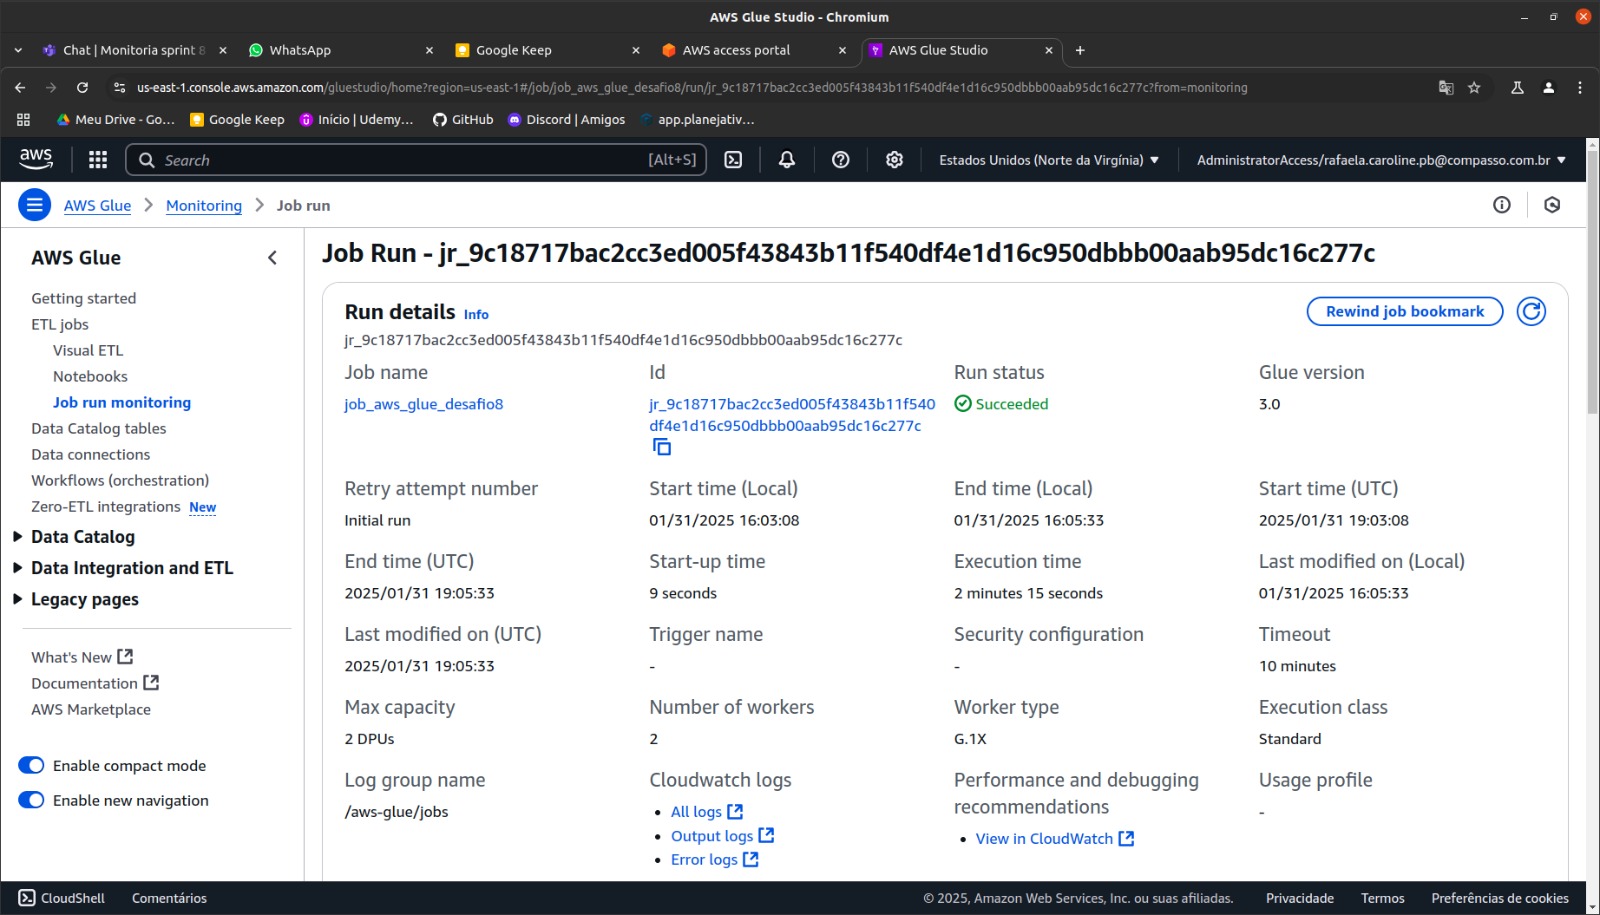 AWS Glue Studio - Chromium
Chat | Monitoria sprint 8
WhatsApp
Google Keep
AWS access portal
AWS Glue Studio
us-east-1.console.aws.amazon.com/gluestudio/home?region=us-east-1#/job/job_aws_glue_desafio8/run/jr_9c18717bac2cc3ed005f43843b11f540df4e1d16c950dbbb00aab95dc16c277c?from=monitoring
Meu Drive - Go...
Google Keep
Início | Udemy...
GitHub
Discord | Amigos
app.planejativ...
aws
Search
[Alt+S]
Estados Unidos (Norte da Virgínia)
AdministratorAccess/rafaela.caroline.pb@compasso.com.br
AWS Glue
Monitoring
Job run
AWS Glue
Getting started
ETL jobs
Visual ETL
Notebooks
Job run monitoring
Data Catalog tables
Data connections
Workflows (orchestration)
Zero-ETL integrations New
Data Catalog
Data Integration and ETL
Legacy pages
What's New
Documentation
AWS Marketplace
Enable compact mode
Enable new navigation
Job Run - jr_9c18717bac2cc3ed005f43843b11f540df4e1d16c950dbbb00aab95dc16c277c
Run details Info
Rewind job bookmark
jr_9c18717bac2cc3ed005f43843b11f540df4e1d16c950dbbb00aab95dc16c277c
Job name
job_aws_glue_desafio8
Id
jr_9c18717bac2cc3ed005f43843b11f540
df4e1d16c950dbbb00aab95dc16c277c
Run status
Succeeded
Glue version
3.0
Retry attempt number
Initial run
Start time (Local)
01/31/2025 16:03:08
End time (Local)
01/31/2025 16:05:33
Start time (UTC)
2025/01/31 19:03:08
End time (UTC)
2025/01/31 19:05:33
Start-up time
9 seconds
Execution time
2 minutes 15 seconds
Last modified on (Local)
01/31/2025 16:05:33
Last modified on (UTC)
2025/01/31 19:05:33
Trigger name
-
Security configuration
-
Timeout
10 minutes
Max capacity
2 DPUs
Number of workers
2
Worker type
G.1X
Execution class
Standard
Log group name
/aws-glue/jobs
Cloudwatch logs
• All logs
• Output logs
• Error logs
Performance and debugging
recommendations
• View in CloudWatch
Usage profile
-
CloudShell
Comentários
© 2025, Amazon Web Services, Inc. ou suas afiliadas.
Privacidade
Termos
Preferências de cookies